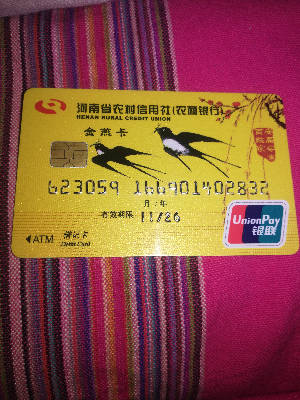 河南省农村信用社(农商银行)
HENAN RURAL CREDIT UNION
金燕卡
623059 166901402832
月/年
有效期限 11/26
ATM 借记卡
Debit Card
UnionPay
银联